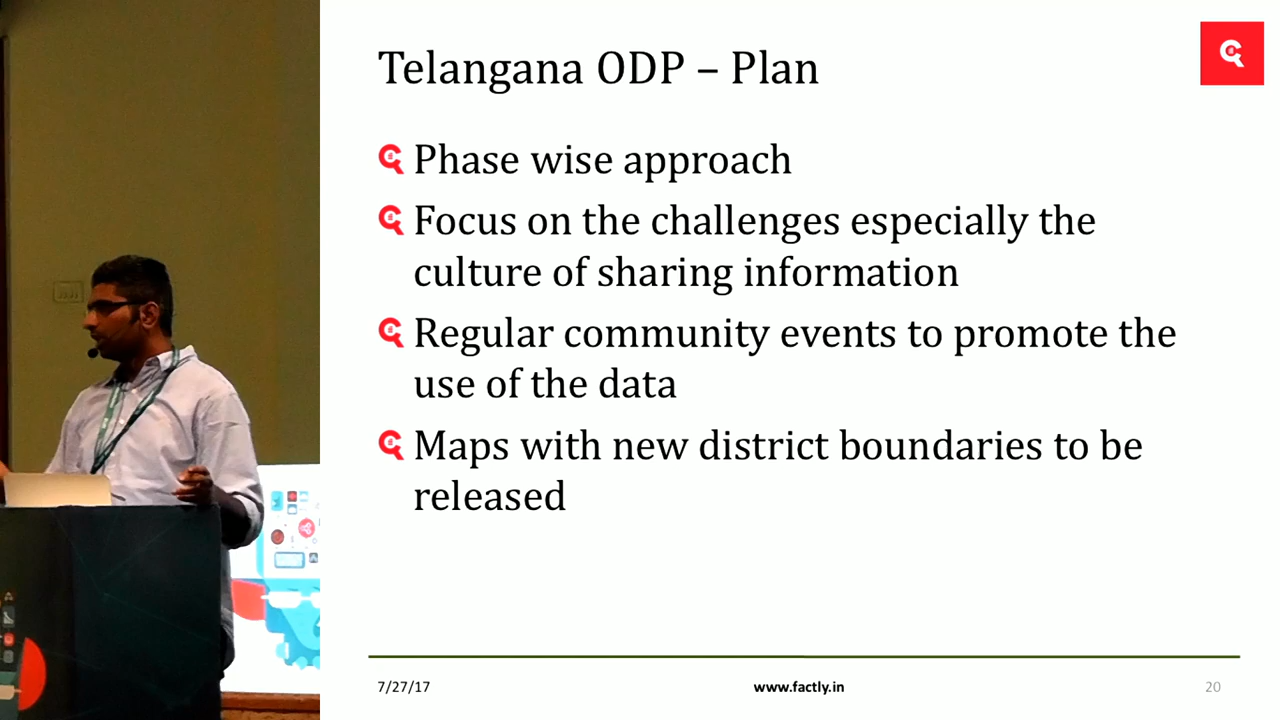 Telangana ODP – Plan
Phase wise approach
Focus on the challenges especially the
culture of sharing information
Regular community events to promote the
use of the data
Maps with new district boundaries to be
released
7/27/17
www.factly.in
20